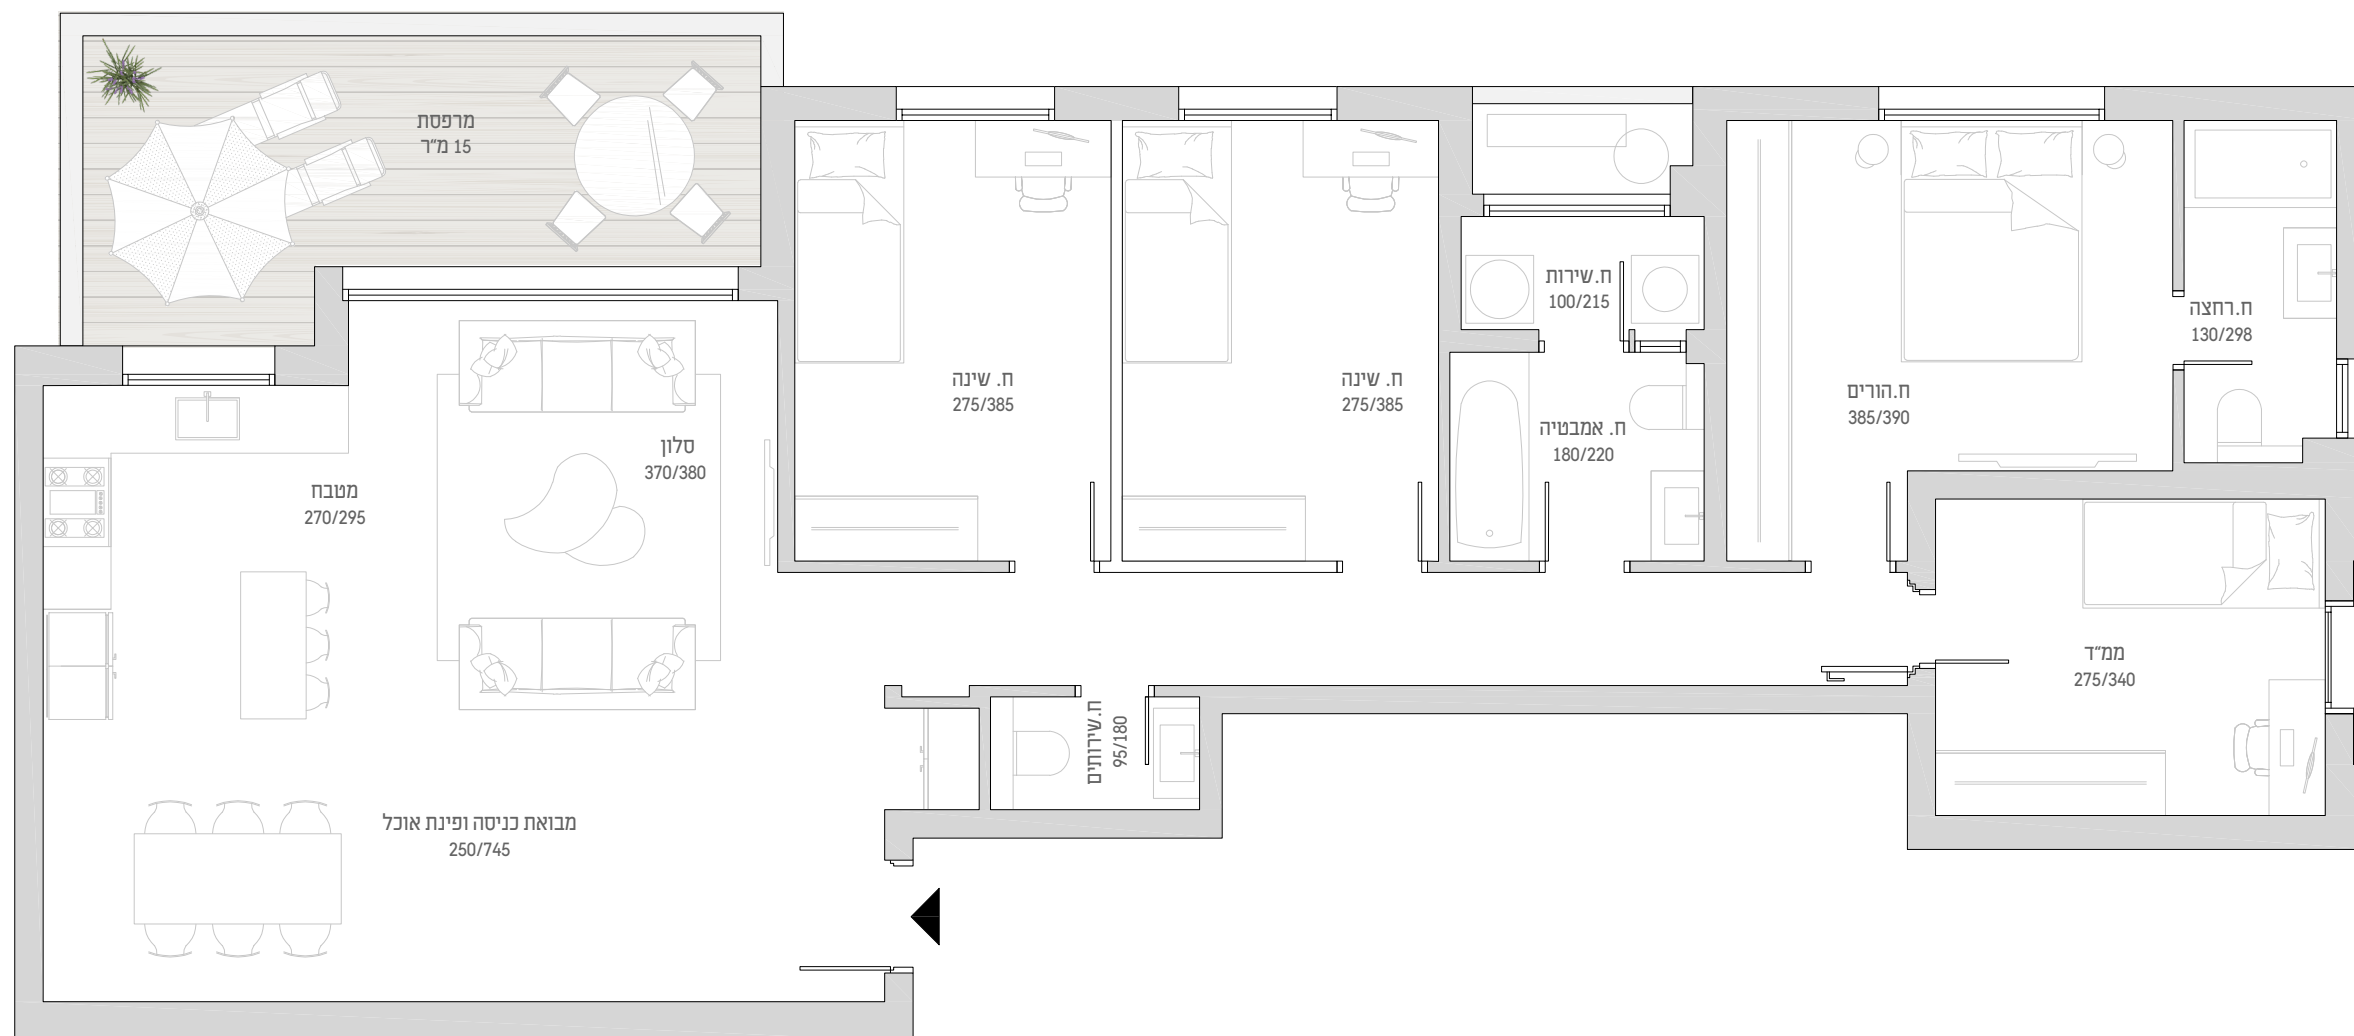 מרפסת
15 מ"ר
ח. שינה
275/385
ח. שינה
275/385
ח.שירות
100/215
ח. אמבטיה
180/220
ח.הורים
385/390
ח.רחצה
130/298
סלון
370/380
מטבח
270/295
ממ"ד
275/340
ח.שירותים
95/180
מבואת כניסה ופינת אוכל
250/745